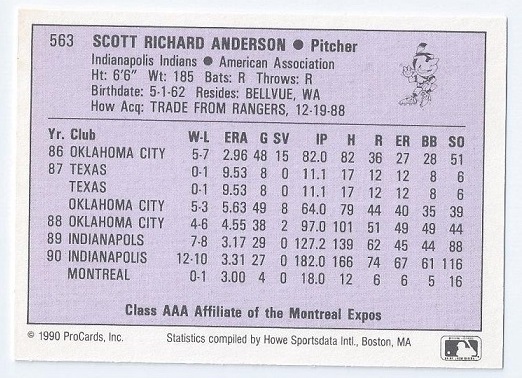 563 SCOTT RICHARD ANDERSON ● Pitcher
Indianapolis Indians ● American Association
Ht: 6'6" Wt: 185 Bats: R Throws: R
Birthdate: 5-1-62 Resides: BELLVUE, WA
How Acq: TRADE FROM RANGERS, 12-19-88
Yr. Club W-L ERA G SV IP H R ER BB SO
86 OKLAHOMA CITY 5-7 2.96 48 15 82.0 82 36 27 28 51
87 TEXAS 0-1 9.53 8 0 11.1 17 12 12 8 6
TEXAS 0-1 9.53 8 0 11.1 17 12 12 8 6
OKLAHOMA CITY 5-3 5.63 49 8 64.0 79 44 40 35 39
88 OKLAHOMA CITY 4-6 4.55 38 2 97.0 101 51 49 49 44
89 INDIANAPOLS 7-8 3.17 29 0 127.2 139 62 45 44 88
90 INDIANAPOLIS 12-10 3.31 27 0 182.0 166 74 67 61 116
MONTREAL 0-1 3.00 4 0 18.0 12 6 6 5 16
Class AAA Affiliate of the Montreal Expos
© 1990 ProCards, Inc. Statistics compiled by Howe Sportsdata Intl., Boston, MA